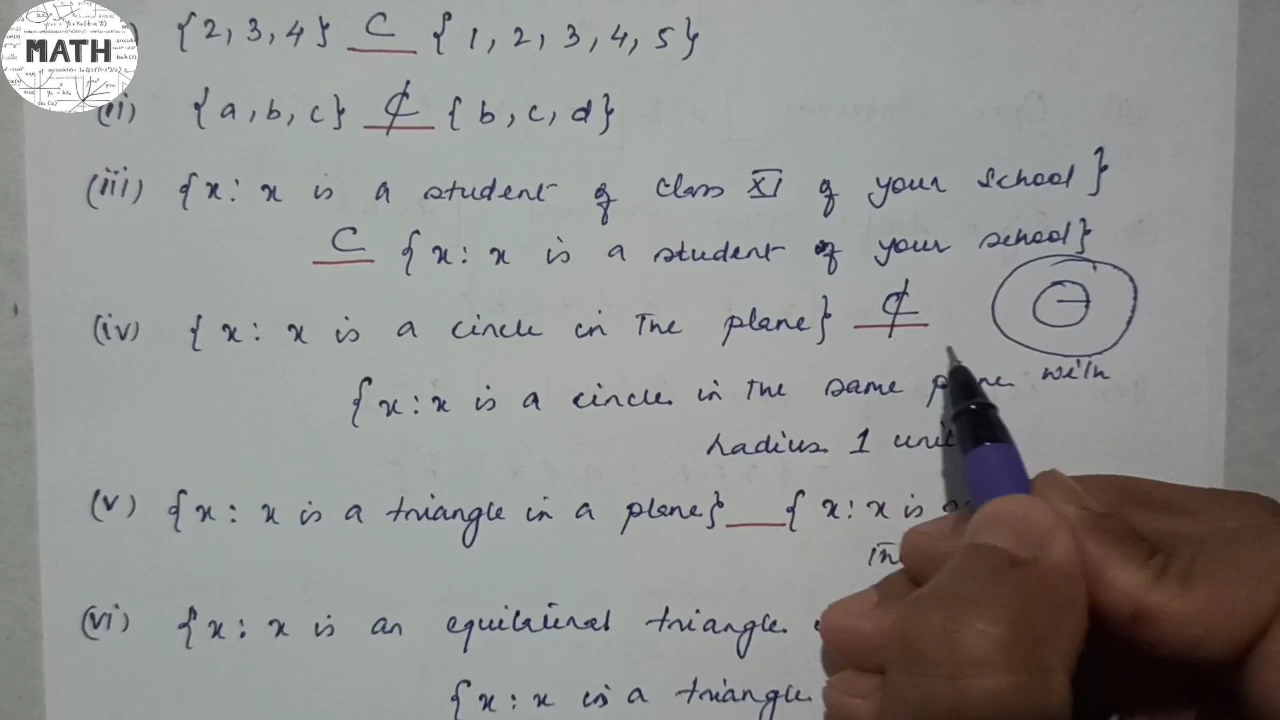 MATH
{2, 3, 4} ⊂ {1, 2, 3, 4, 5}
(ii) {a, b, c} ⊄ {b, c, d}
(iii) {x: x is a student of class XI of your school}
⊂ {x: x is a student of your school}
(iv) {x: x is a circle in the plane} ⊄
{x: x is a circle in the same plane with
radius 1 unit
(v) {x: x is a triangle in a plane} __ {x: x is
in
(vi) {x: x is an equilateral triangle
{x: x is a triangle